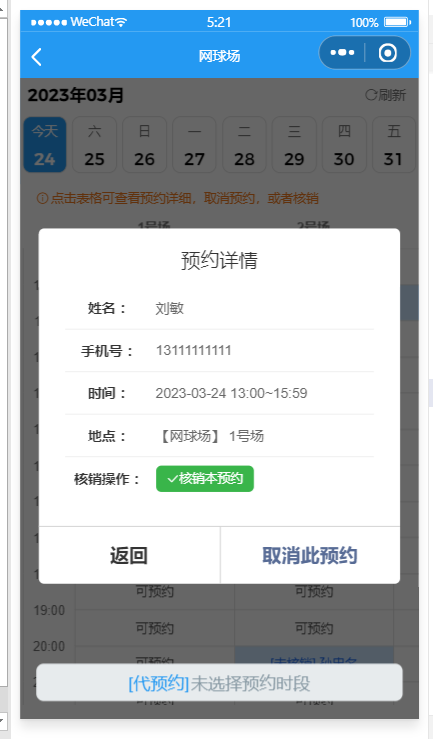 WeChat 5:21 100%
网球场
2023年03月 刷新
今天 六 日 一 二 三 四 五
24 25 26 27 28 29 30 31
点击表格可查看预约详细、取消预约、或者核销
1号场 2号场
预约详情
姓名： 刘敏
手机号： 13111111111
时间： 2023-03-24 13:00~15:59
地点： 【网球场】 1号场
核销操作： 核销本预约
返回 取消此预约
可预约 可预约
19:00 可预约 可预约
20:00 可预约
[代预约]未选择预约时段